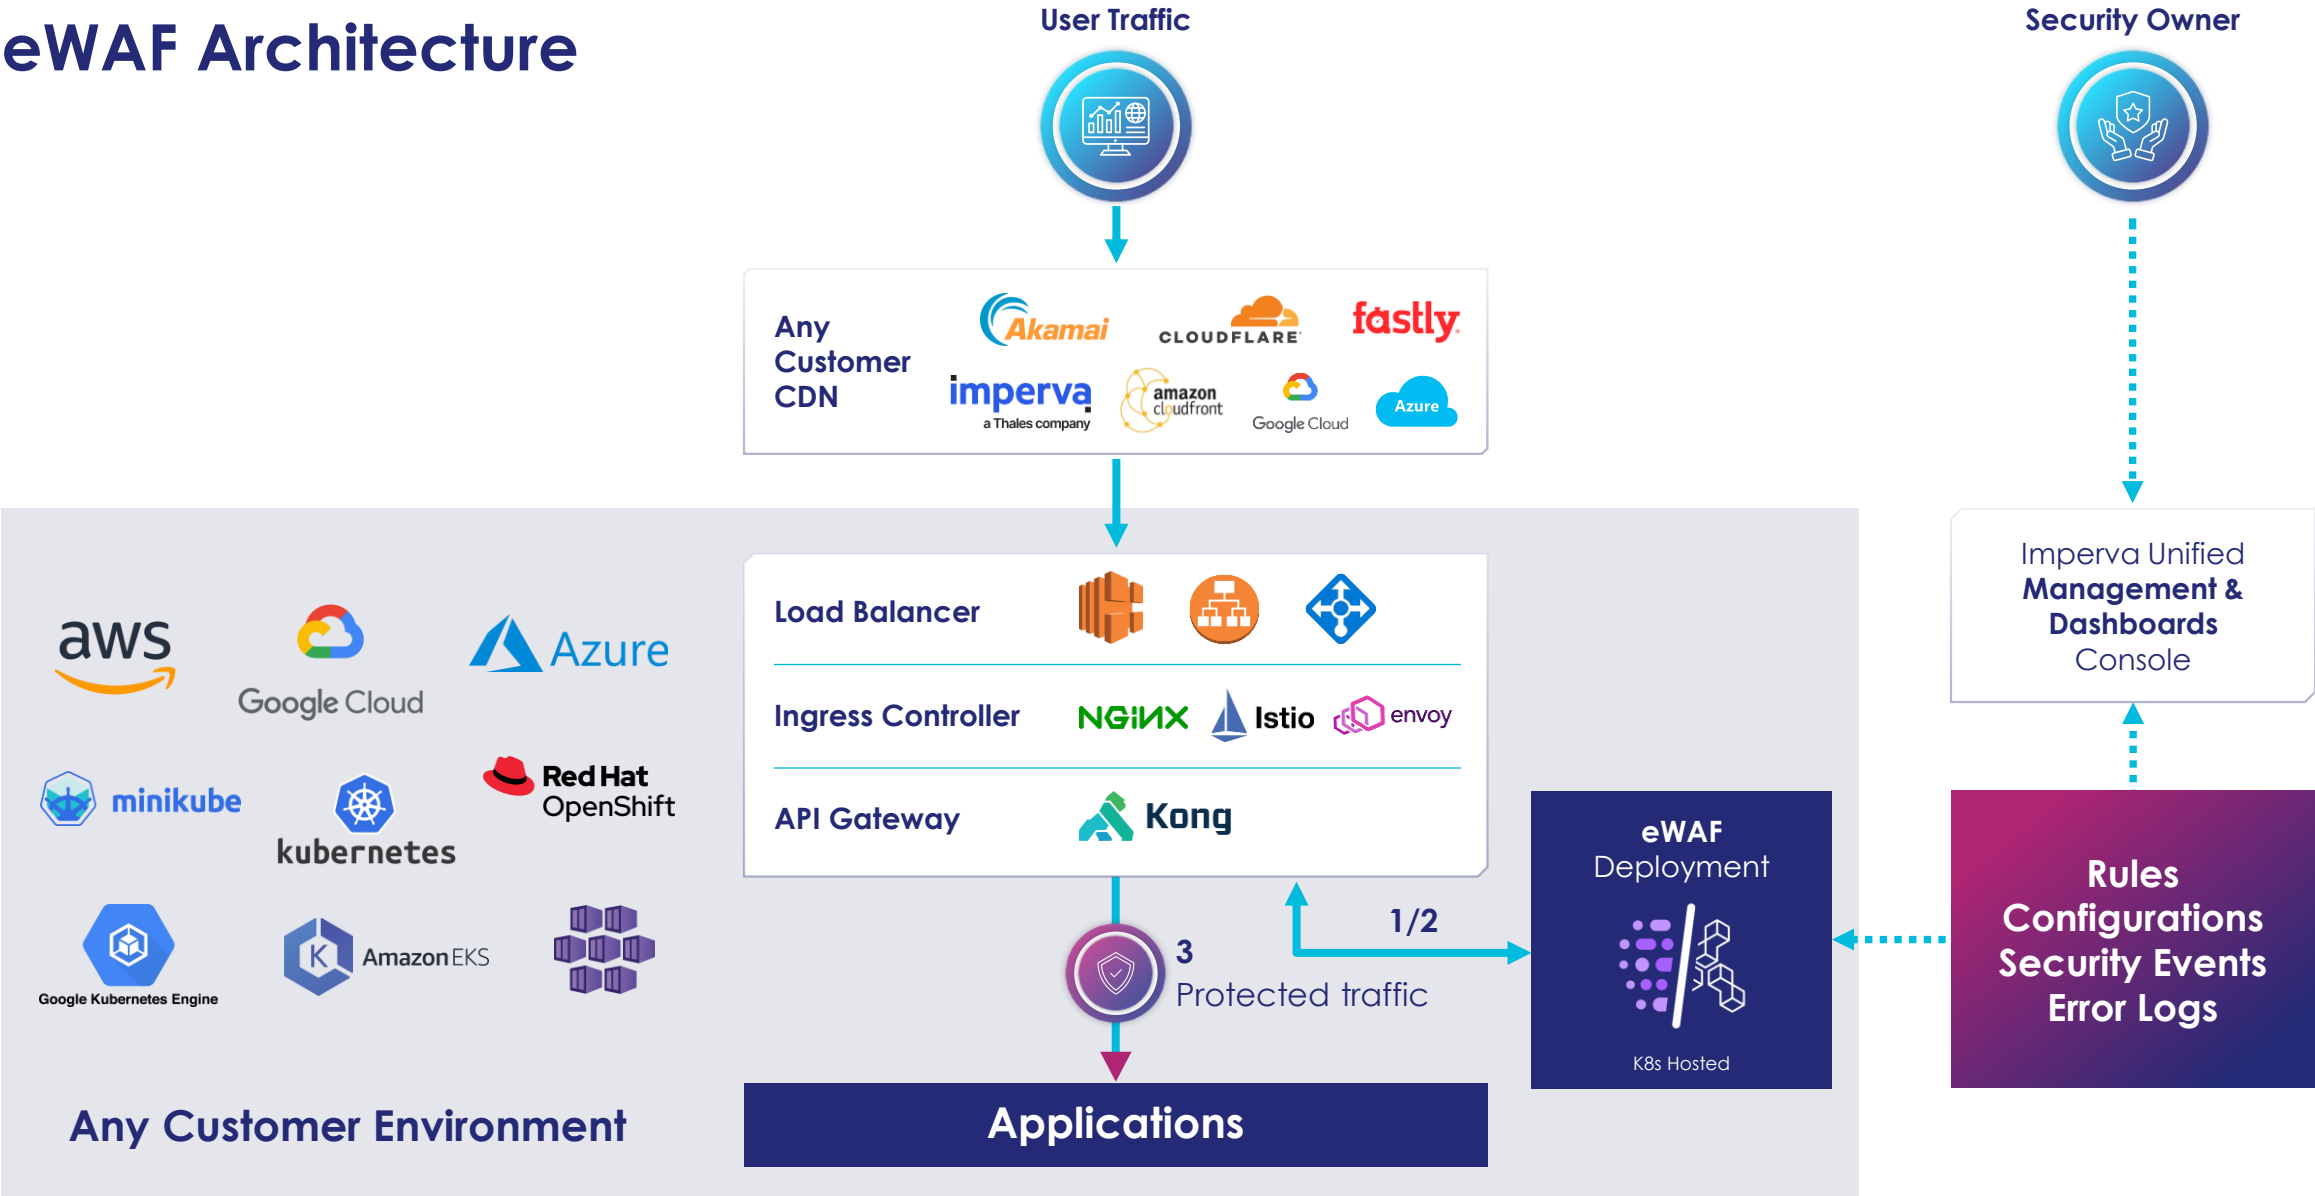 eWAF Architecture
User Traffic
Security Owner
Any
Customer
CDN
Akamai
CLOUDFLARE
fastly
imperva
a Thales company
amazon
cloudfront
Google Cloud
Azure
Load Balancer
Ingress Controller
NGINX
Istio
envoy
API Gateway
Kong
aws
Google Cloud
Azure
minikube
kubernetes
Red Hat
OpenShift
Google Kubernetes Engine
K
Amazon EKS
Any Customer Environment
3
Protected traffic
1/2
Applications
eWAF
Deployment
K8s Hosted
Imperva Unified
Management &
Dashboards
Console
Rules
Configurations
Security Events
Error Logs